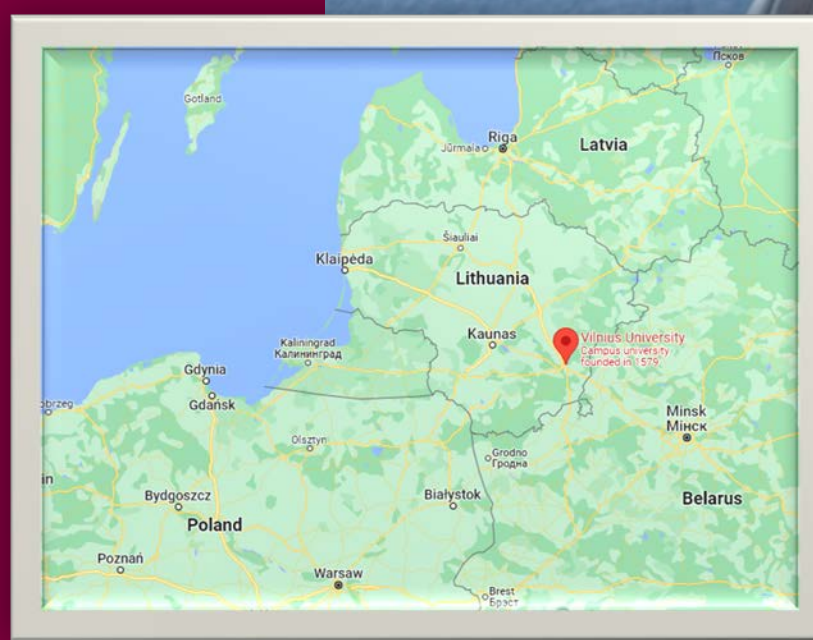 Псков
Gotland
Riga
Jūrmala
Latvia
Šiauliai
Klaipėda
Lithuania
Kaunas
Vilnius University
Campus university
founded in 1579
Kaliningrad
Калининград
Gdynia
Gdańsk
Minsk
Мінск
Olsztyn
Grodno
Гродна
Bydgoszcz
Białystok
Belarus
Poland
Poznań
Warsaw
Brest
Брэст